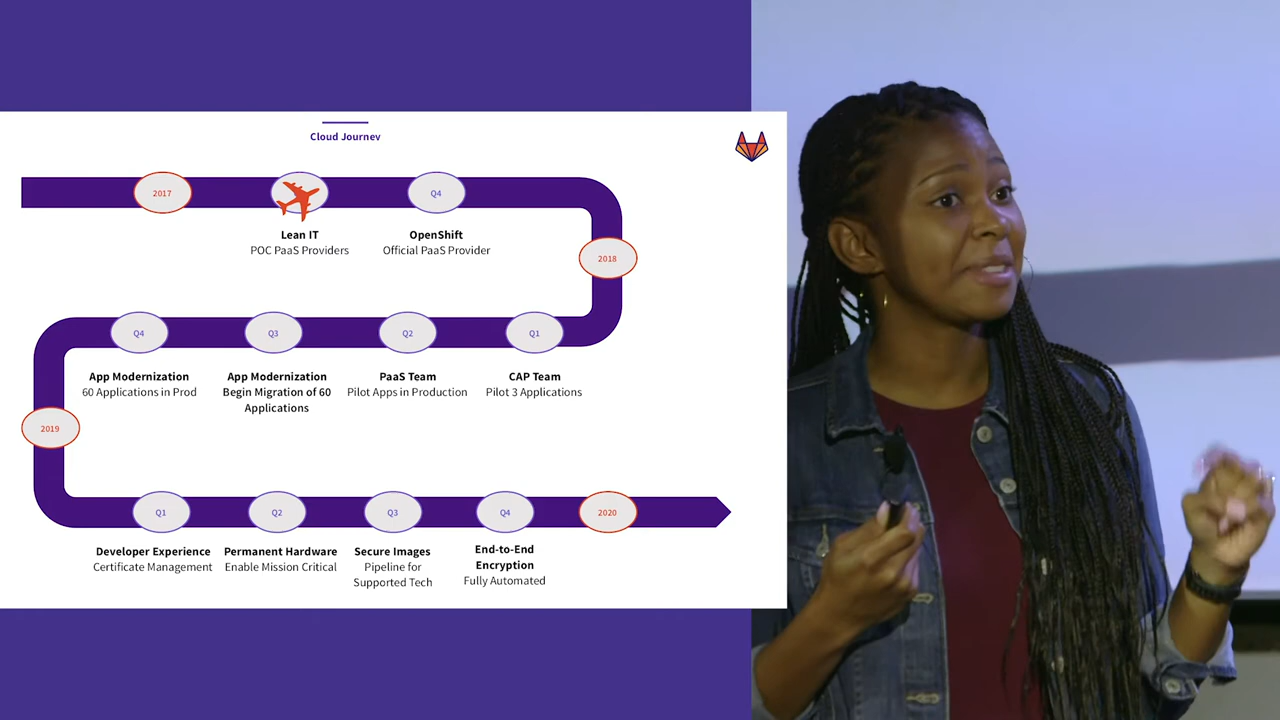 Cloud Journey
2017
Q4
Lean IT
POC PaaS Providers
OpenShift
Official PaaS Provider
2018
Q4
Q3
Q2
Q1
App Modernization
60 Applications in Prod
App Modernization
Begin Migration of 60
Applications
PaaS Team
Pilot Apps in Production
CAP Team
Pilot 3 Applications
2019
Q1
Q2
Q3
Q4
2020
Developer Experience
Certificate Management
Permanent Hardware
Enable Mission Critical
Secure Images
Pipeline for
Supported Tech
End-to-End
Encryption
Fully Automated